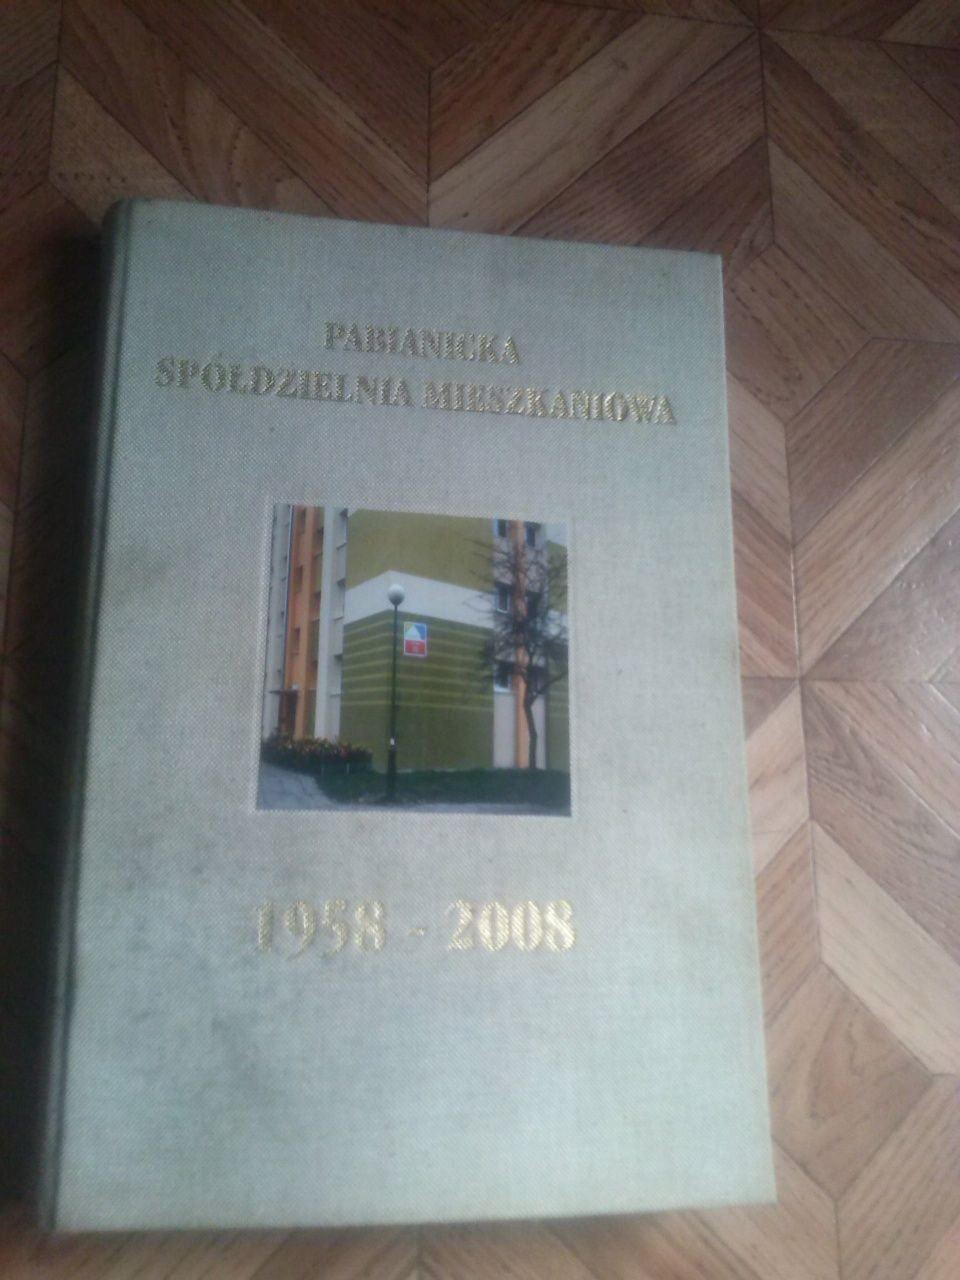 PABIANICKA
SPÓŁDZIELNIA MIESZKANIOWA
1958 - 2008